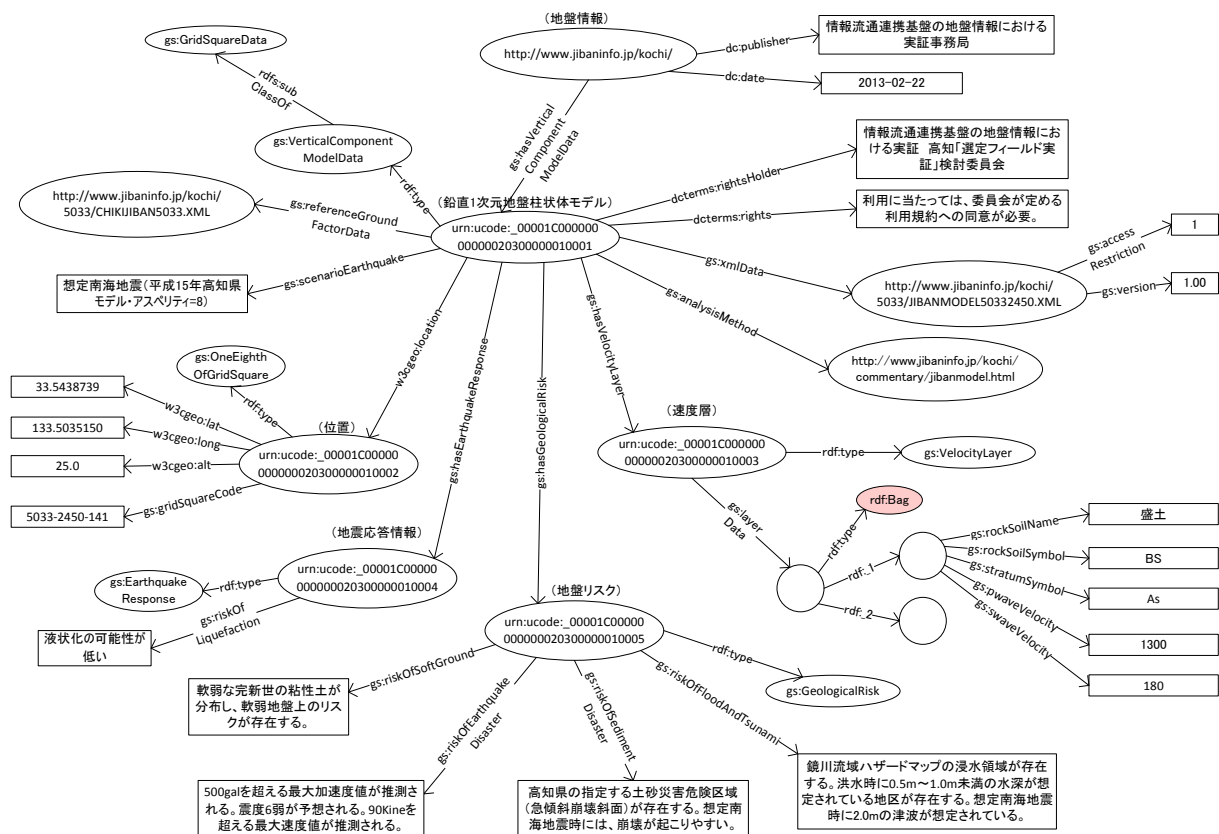 (地盤情報)
http://www.jibaninfo.jp/kochi/
dc:publisher
情報流通連携基盤の地盤情報における
実証事務局
dc:date
2013-02-22
gs:GridSquareData
rdfs:sub
ClassOf
gs:VerticalComponent
ModelData
gs:hasVertical
Component
ModelData
rdf:type
http://www.jibaninfo.jp/kochi/
5033/CHIKIJIBAN5033.XML
gs:referenceGround
FactorData
(鉛直1次元地盤柱状体モデル)
urn:ucode:_00001C000000
0000020300000010001
dcterms:rightsHolder
情報流通連携基盤の地盤情報にお
ける実証 高知「選定フィールド実
証」検討委員会
dcterms:rights
利用に当たっては、委員会が定める
利用規約への同意が必要。
gs:xmlData
http://www.jibaninfo.jp/kochi/
5033/JIBANMODEL50332450.XML
gs:access
Restriction
1
gs:version
1.00
gs:scenarioEarthquake
想定南海地震(平成15年高知県
モデル・アスペリティ=8)
gs:analysisMethod
http://www.jibaninfo.jp/kochi/
commentary/jibanmodel.html
w3cgeo:location
gs:hasEarthquakeResponse
gs:hasGeologicalRisk
gs:hasVelocityLayer
gs:OneEighth
OfGridSquare
rdf:type
(位置)
urn:ucode:_00001C00000
00000020300000010002
w3cgeo:lat
33.5438739
w3cgeo:long
133.5035150
w3cgeo:alt
25.0
gs:gridSquareCode
5033-2450-141
(速度層)
urn:ucode:_00001C000000
0000020300000010003
rdf:type
gs:VelocityLayer
gs:layer
Data
rdf:type
rdf:Bag
rdf:_1
rdf:_2
gs:rockSoilName
盛土
gs:rockSoilSymbol
BS
gs:stratumSymbol
As
gs:pwaveVelocity
1300
gs:swaveVelocity
180
(地震応答情報)
urn:ucode:_00001C00000
00000020300000010004
rdf:type
gs:Earthquake
Response
gs:riskOf
Liquefaction
液状化の可能性が
低い
(地盤リスク)
urn:ucode:_00001C00000
00000020300000010005
rdf:type
gs:GeologicalRisk
gs:riskOfSoftGround
軟弱な完新世の粘性土が
分布し、軟弱地盤上のリス
クが存在する。
gs:riskOfEarthquake
Disaster
500galを超える最大加速度値が推測さ
れる。震度6弱が予想される。90Kineを
超える最大速度値が推測される。
gs:riskOfSediment
Disaster
高知県の指定する土砂災害危険区域
(急傾斜崩壊斜面)が存在する。想定南
海地震時には、崩壊が起こりやすい。
gs:riskOfFloodAndTsunami
鏡川流域ハザードマップの浸水領域が存在
する。洪水時に0.5m~1.0m未満の水深が想
定されている地区が存在する。想定南海地震
時に2.0mの津波が想定されている。